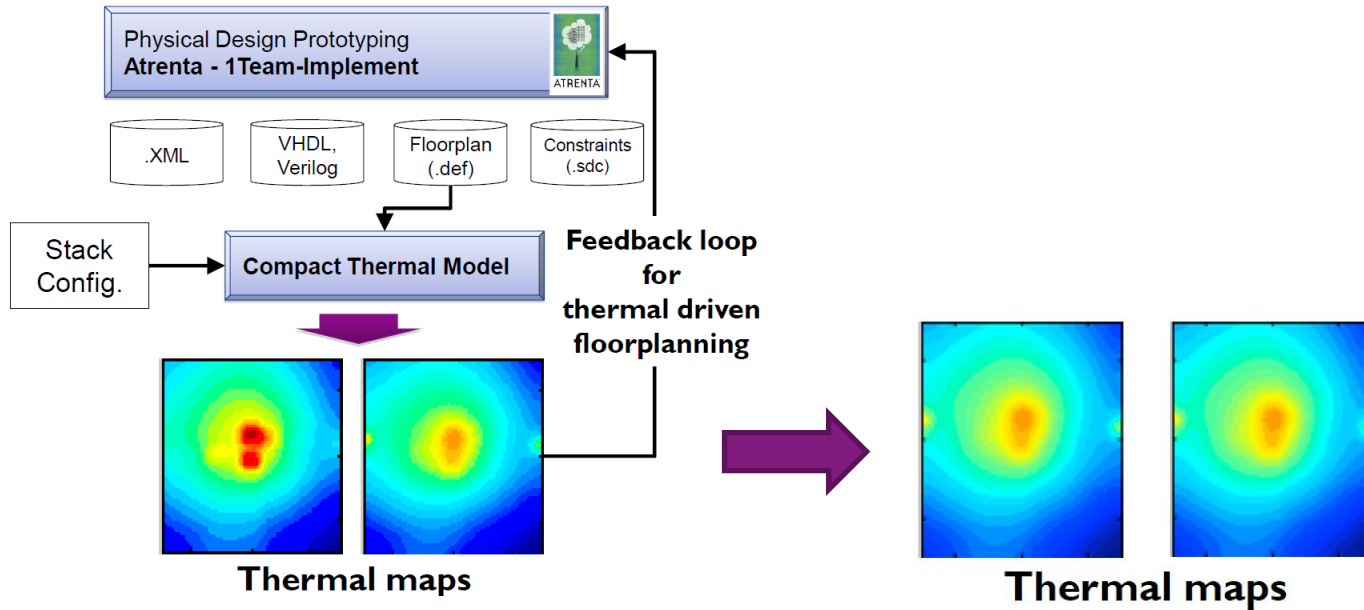 Physical Design Prototyping
Atrenta - 1Team-Implement
ATRENTA
.XML
VHDL,
Verilog
Floorplan
(.def)
Constraints
(.sdc)
Stack
Config.
Compact Thermal Model
Feedback loop
for
thermal driven
floorplanning
Thermal maps
Thermal maps